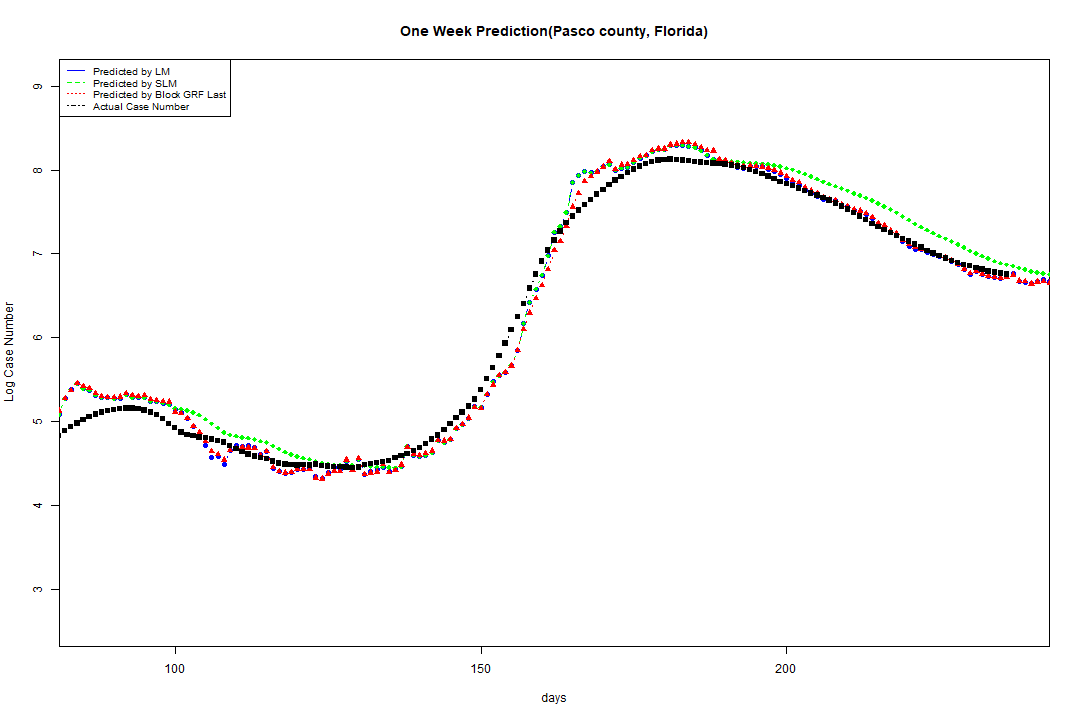 One Week Prediction(Pasco county, Florida)
Predicted by LM
Predicted by SLM
Predicted by Block GRF Last
Actual Case Number
9
8
7
6
5
4
3
Log Case Number
100 150 200
days